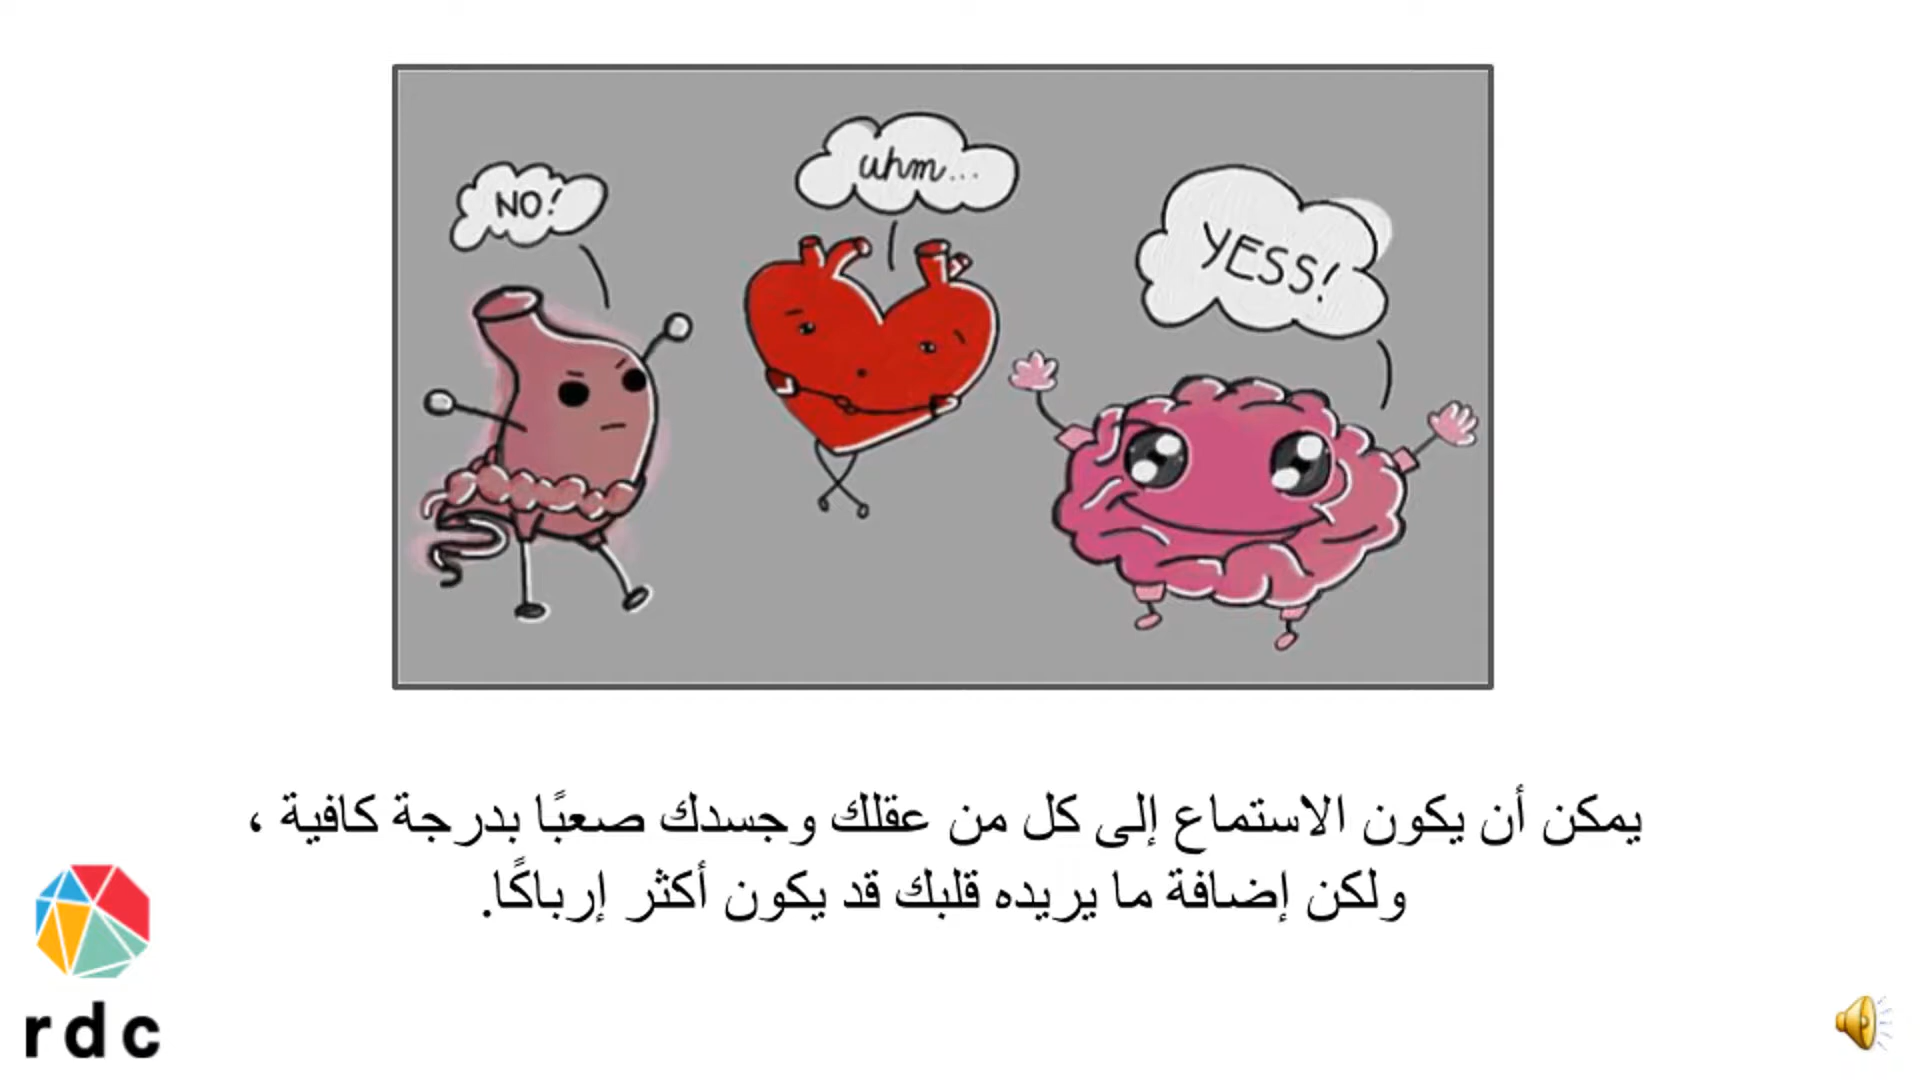 NO!
uhm...
YESS!
يمكن أن يكون الاستماع إلى كل من عقلك وجسدك صعبًا بدرجة كافية ،
ولكن إضافة ما يريده قلبك قد يكون أكثر إرباكًا.
rdc